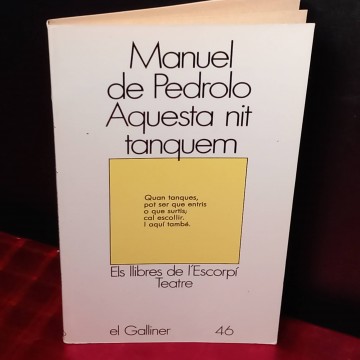 Manuel
de Pedrolo
Aquesta nit
tanquem
Quan tanques,
pot ser que entris
o que surtis;
cal escollir.
I aquí també.
Els llibres de l'Escorpí
Teatre
el Galliner 46